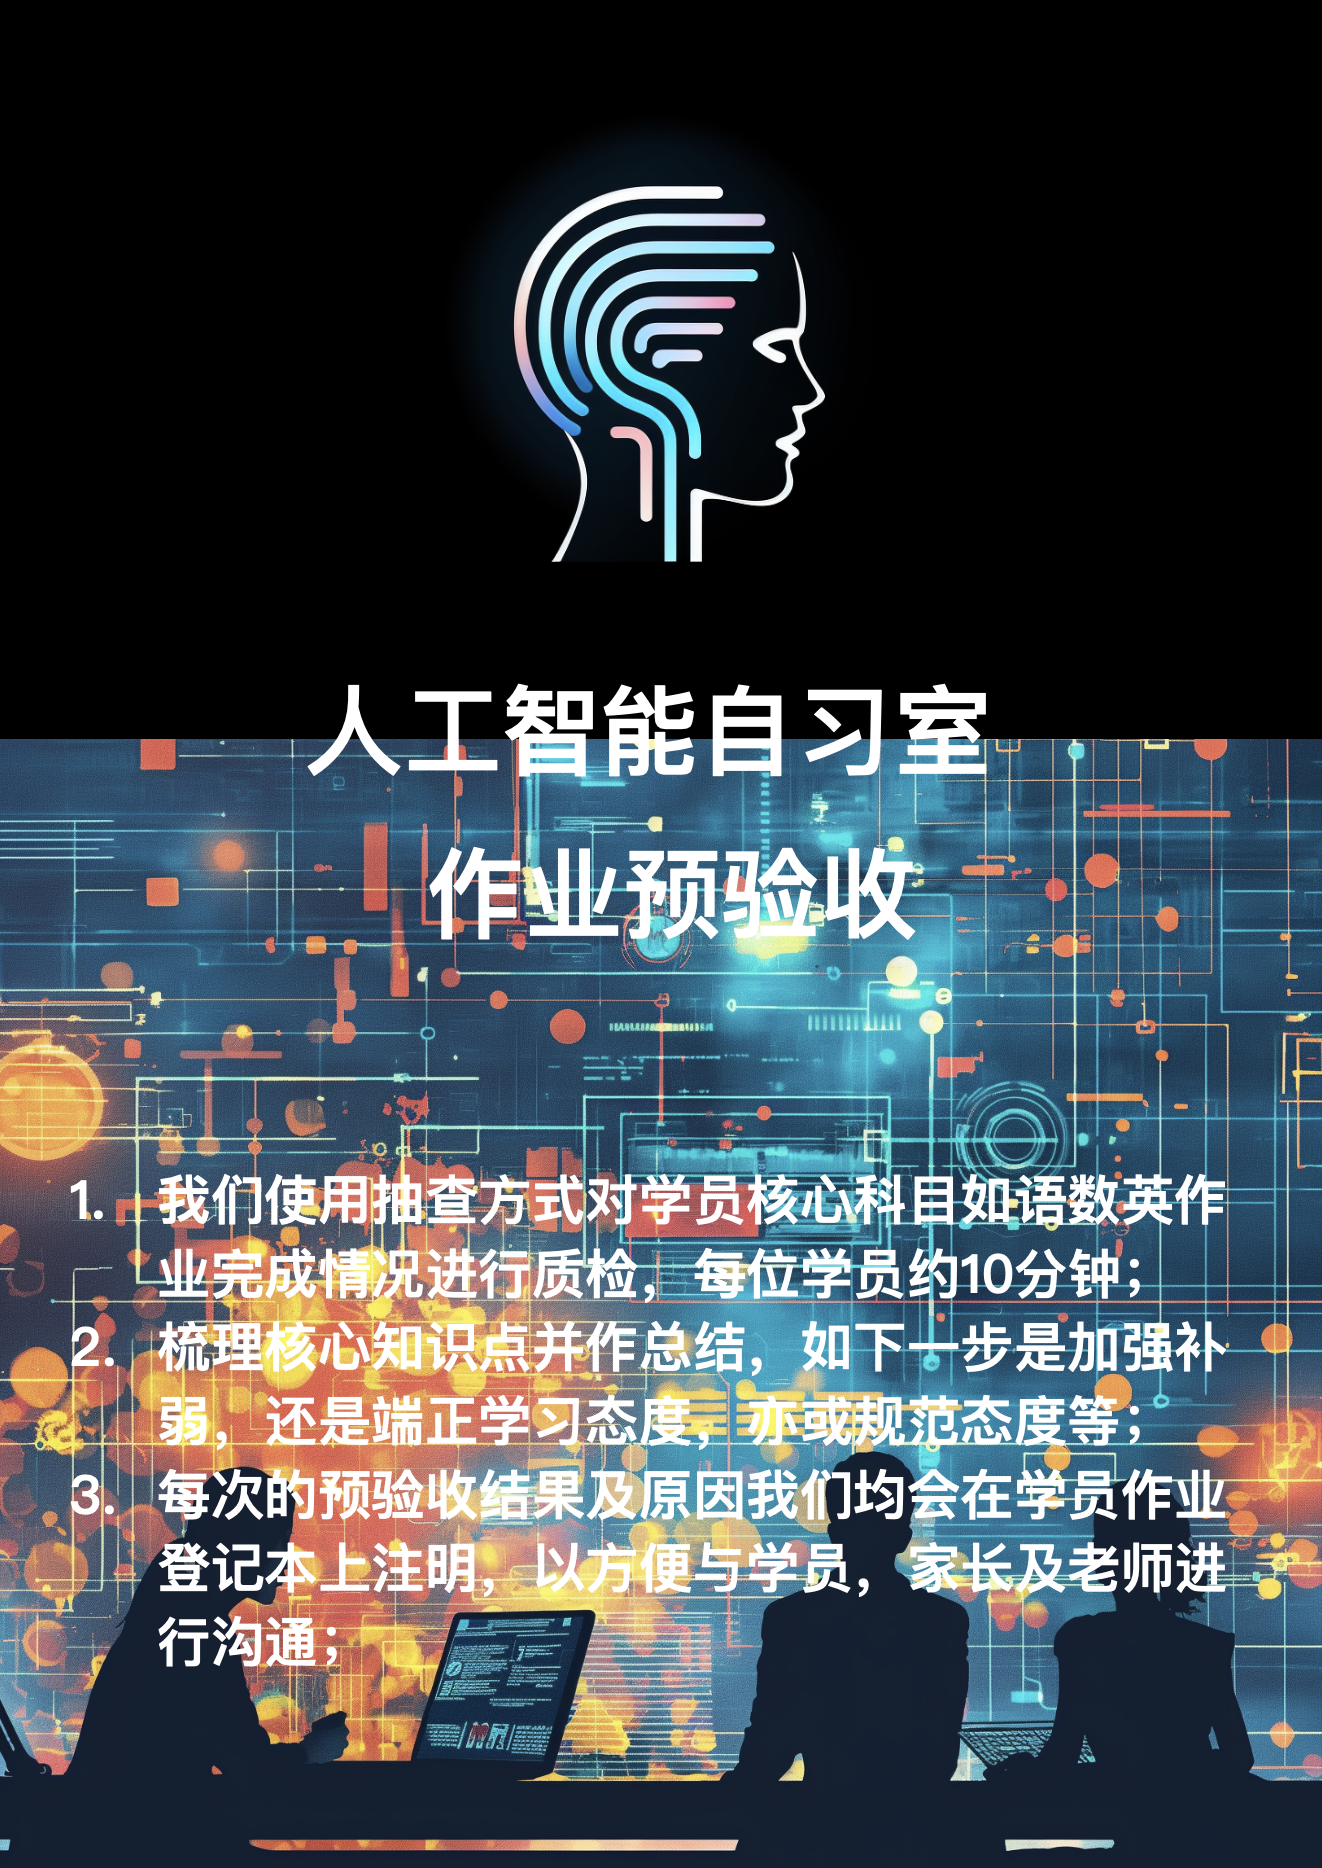 人工智能自习室
作业预验收
1. 我们使用抽查方式对学员核心科目如语数英作
业完成情况进行质检，每位学员约10分钟；
2. 梳理核心知识点并作总结，如下一步是加强补
弱，还是端正学习态度，亦或规范态度等；
3. 每次的预验收结果及原因我们均会在学员作业
登记本上注明，以方便与学员，家长及老师进
行沟通；